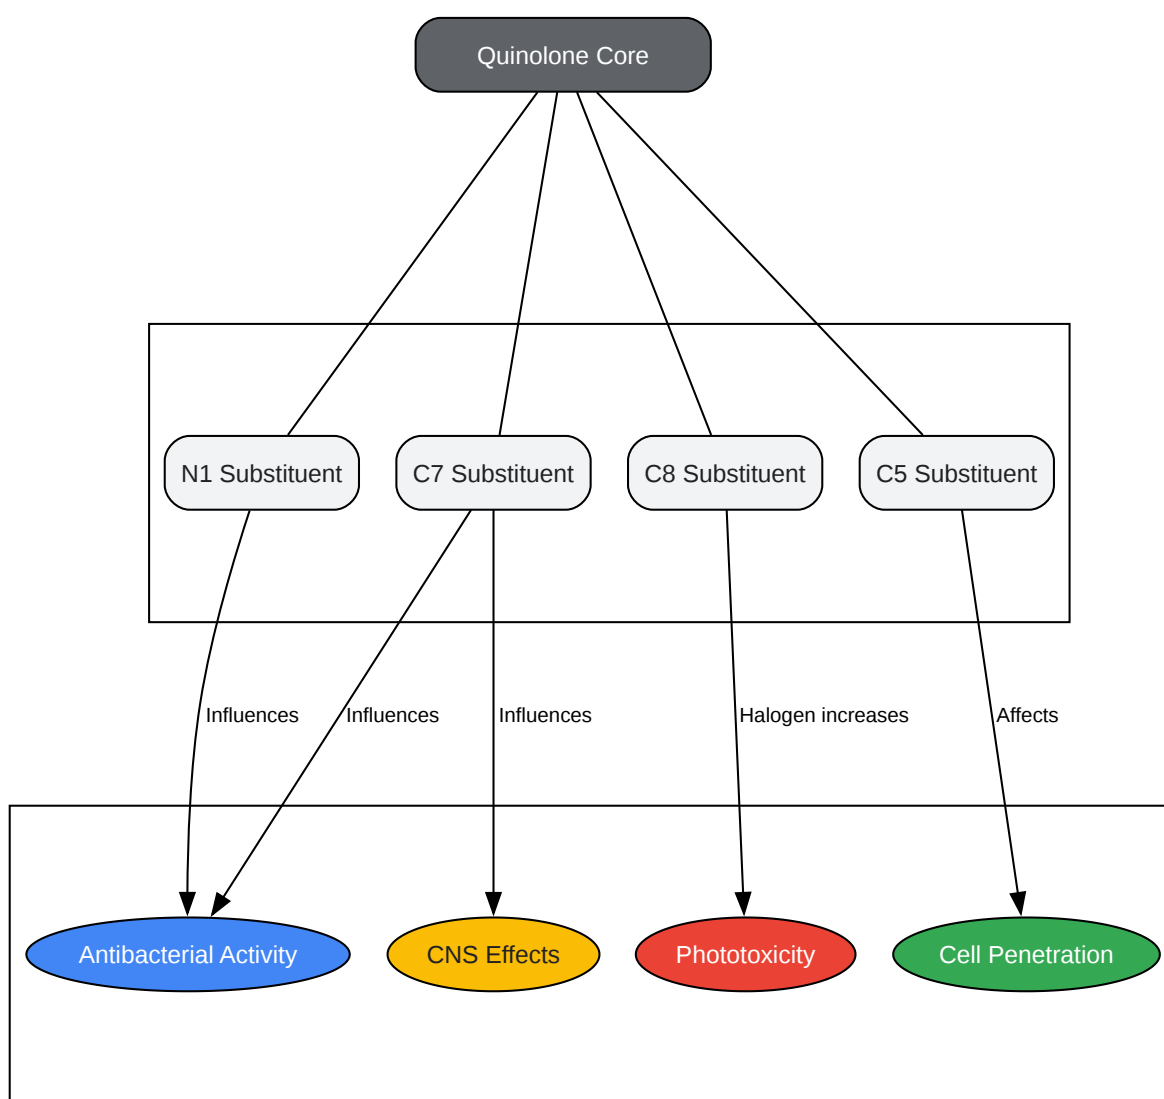 Quinolone Core
N1 Substituent
C7 Substituent
C8 Substituent
C5 Substituent
Influences
Influences
Influences
Halogen increases
Affects
Antibacterial Activity
CNS Effects
Phototoxicity
Cell Penetration